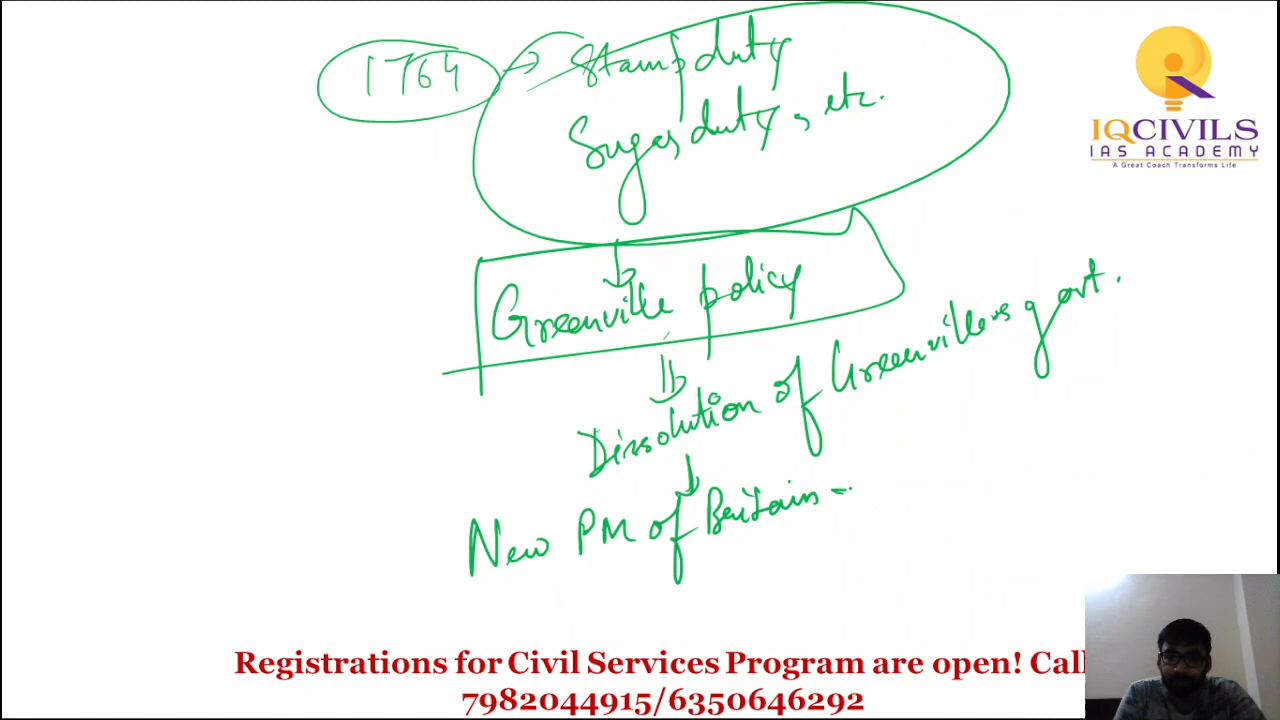 1764 → Stamp duty
Sugar duty, etc.
Greenville policy
Dissolution of Greenville's govt.
New PM of Britain -
IQCIVILS
IAS ACADEMY
A Great Coach Transforms Life
Registrations for Civil Services Program are open! Call
7982044915/6350646292